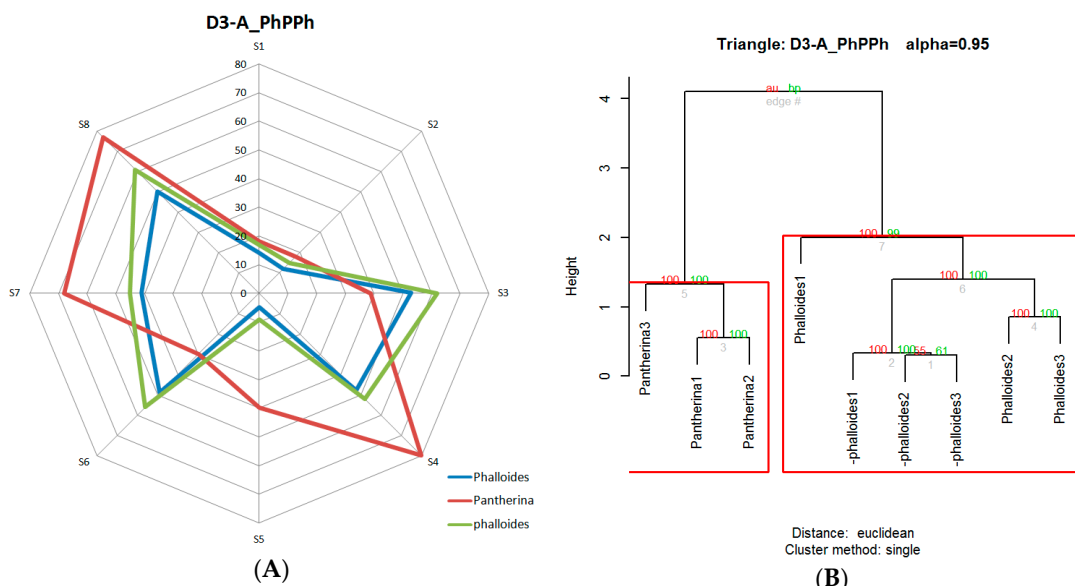 D3-A_PhPPh
S1
80
70
60
50
40
30
20
10
0
S2
S3
S4
S5
S6
S7
S8
Phalloides
Pantherina
phalloides
(A)
Triangle: D3-A_PhPPh alpha=0.95
Height
4
3
2
1
0
au bp
edge #
100 99
7
100 100
5
100 100
6
100 100
3
100 100
4
100 100
2
55 61
1
Pantherina3
Pantherina1
Pantherina2
Phalloides1
-phalloides1
-phalloides2
-phalloides3
Phalloides2
Phalloides3
Distance: euclidean
Cluster method: single
(B)